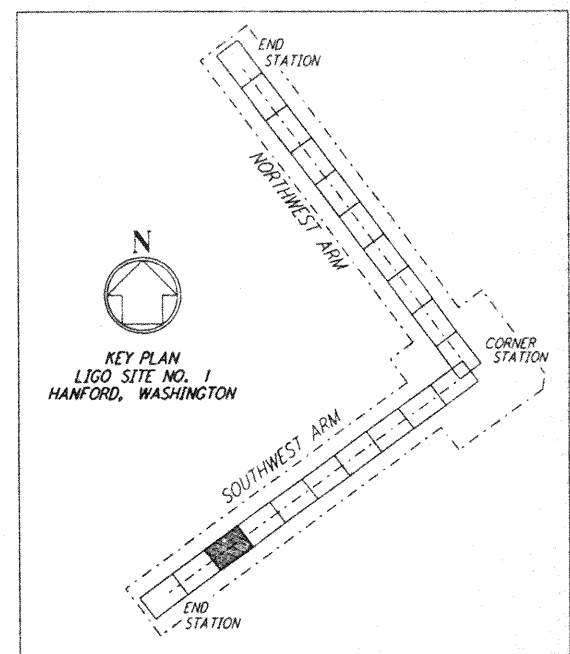 END
STATION
NORTHWEST ARM
N
KEY PLAN
LIGO SITE NO. 1
HANFORD, WASHINGTON
CORNER
STATION
SOUTHWEST ARM
END
STATION